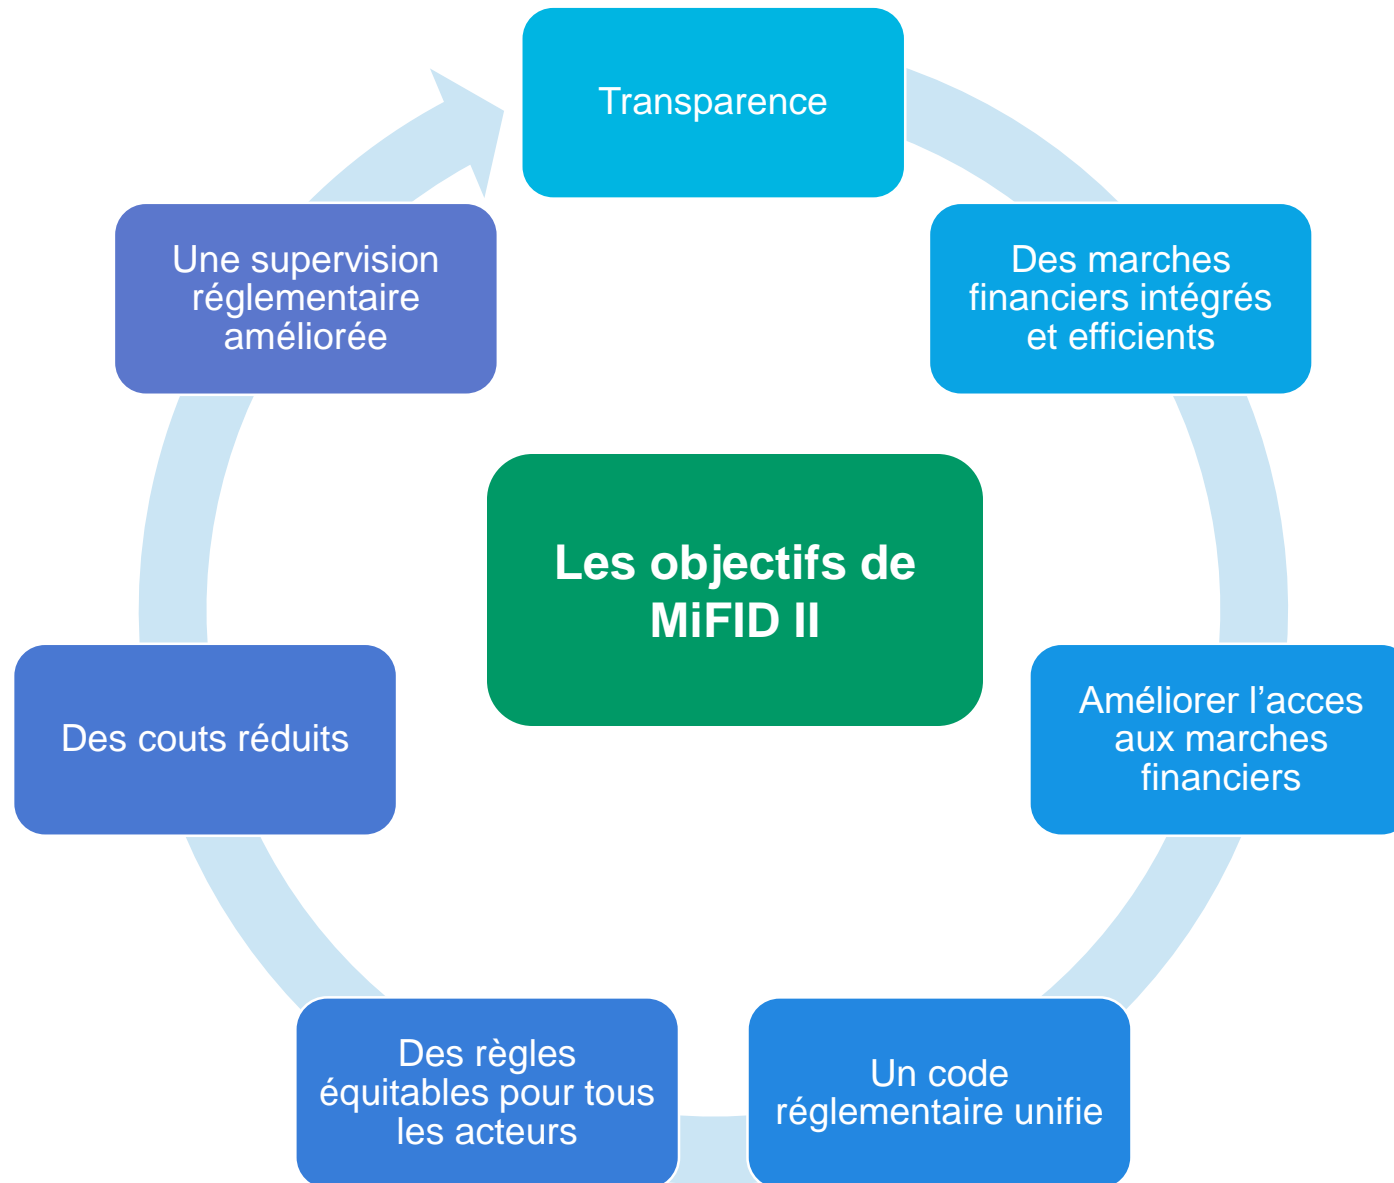 Transparence
Des marches
financiers intégrés
et efficients
Améliorer l’acces
aux marches
financiers
Un code
réglementaire unifie
Des règles
équitables pour tous
les acteurs
Des couts réduits
Une supervision
réglementaire
améliorée
Les objectifs de
MiFID II